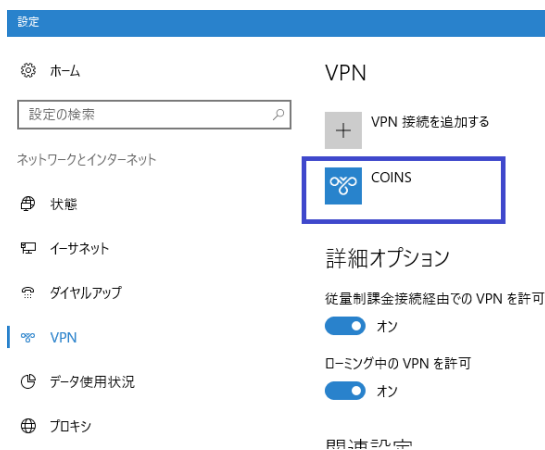 設定
ホーム
設定の検索
ネットワークとインターネット
状態
イーサネット
ダイヤルアップ
VPN
データ使用状況
プロキシ
VPN
VPN 接続を追加する
COINS
詳細オプション
従量制課金接続経由での VPN を許可
オン
ローミング中の VPN を許可
オン
関連設定